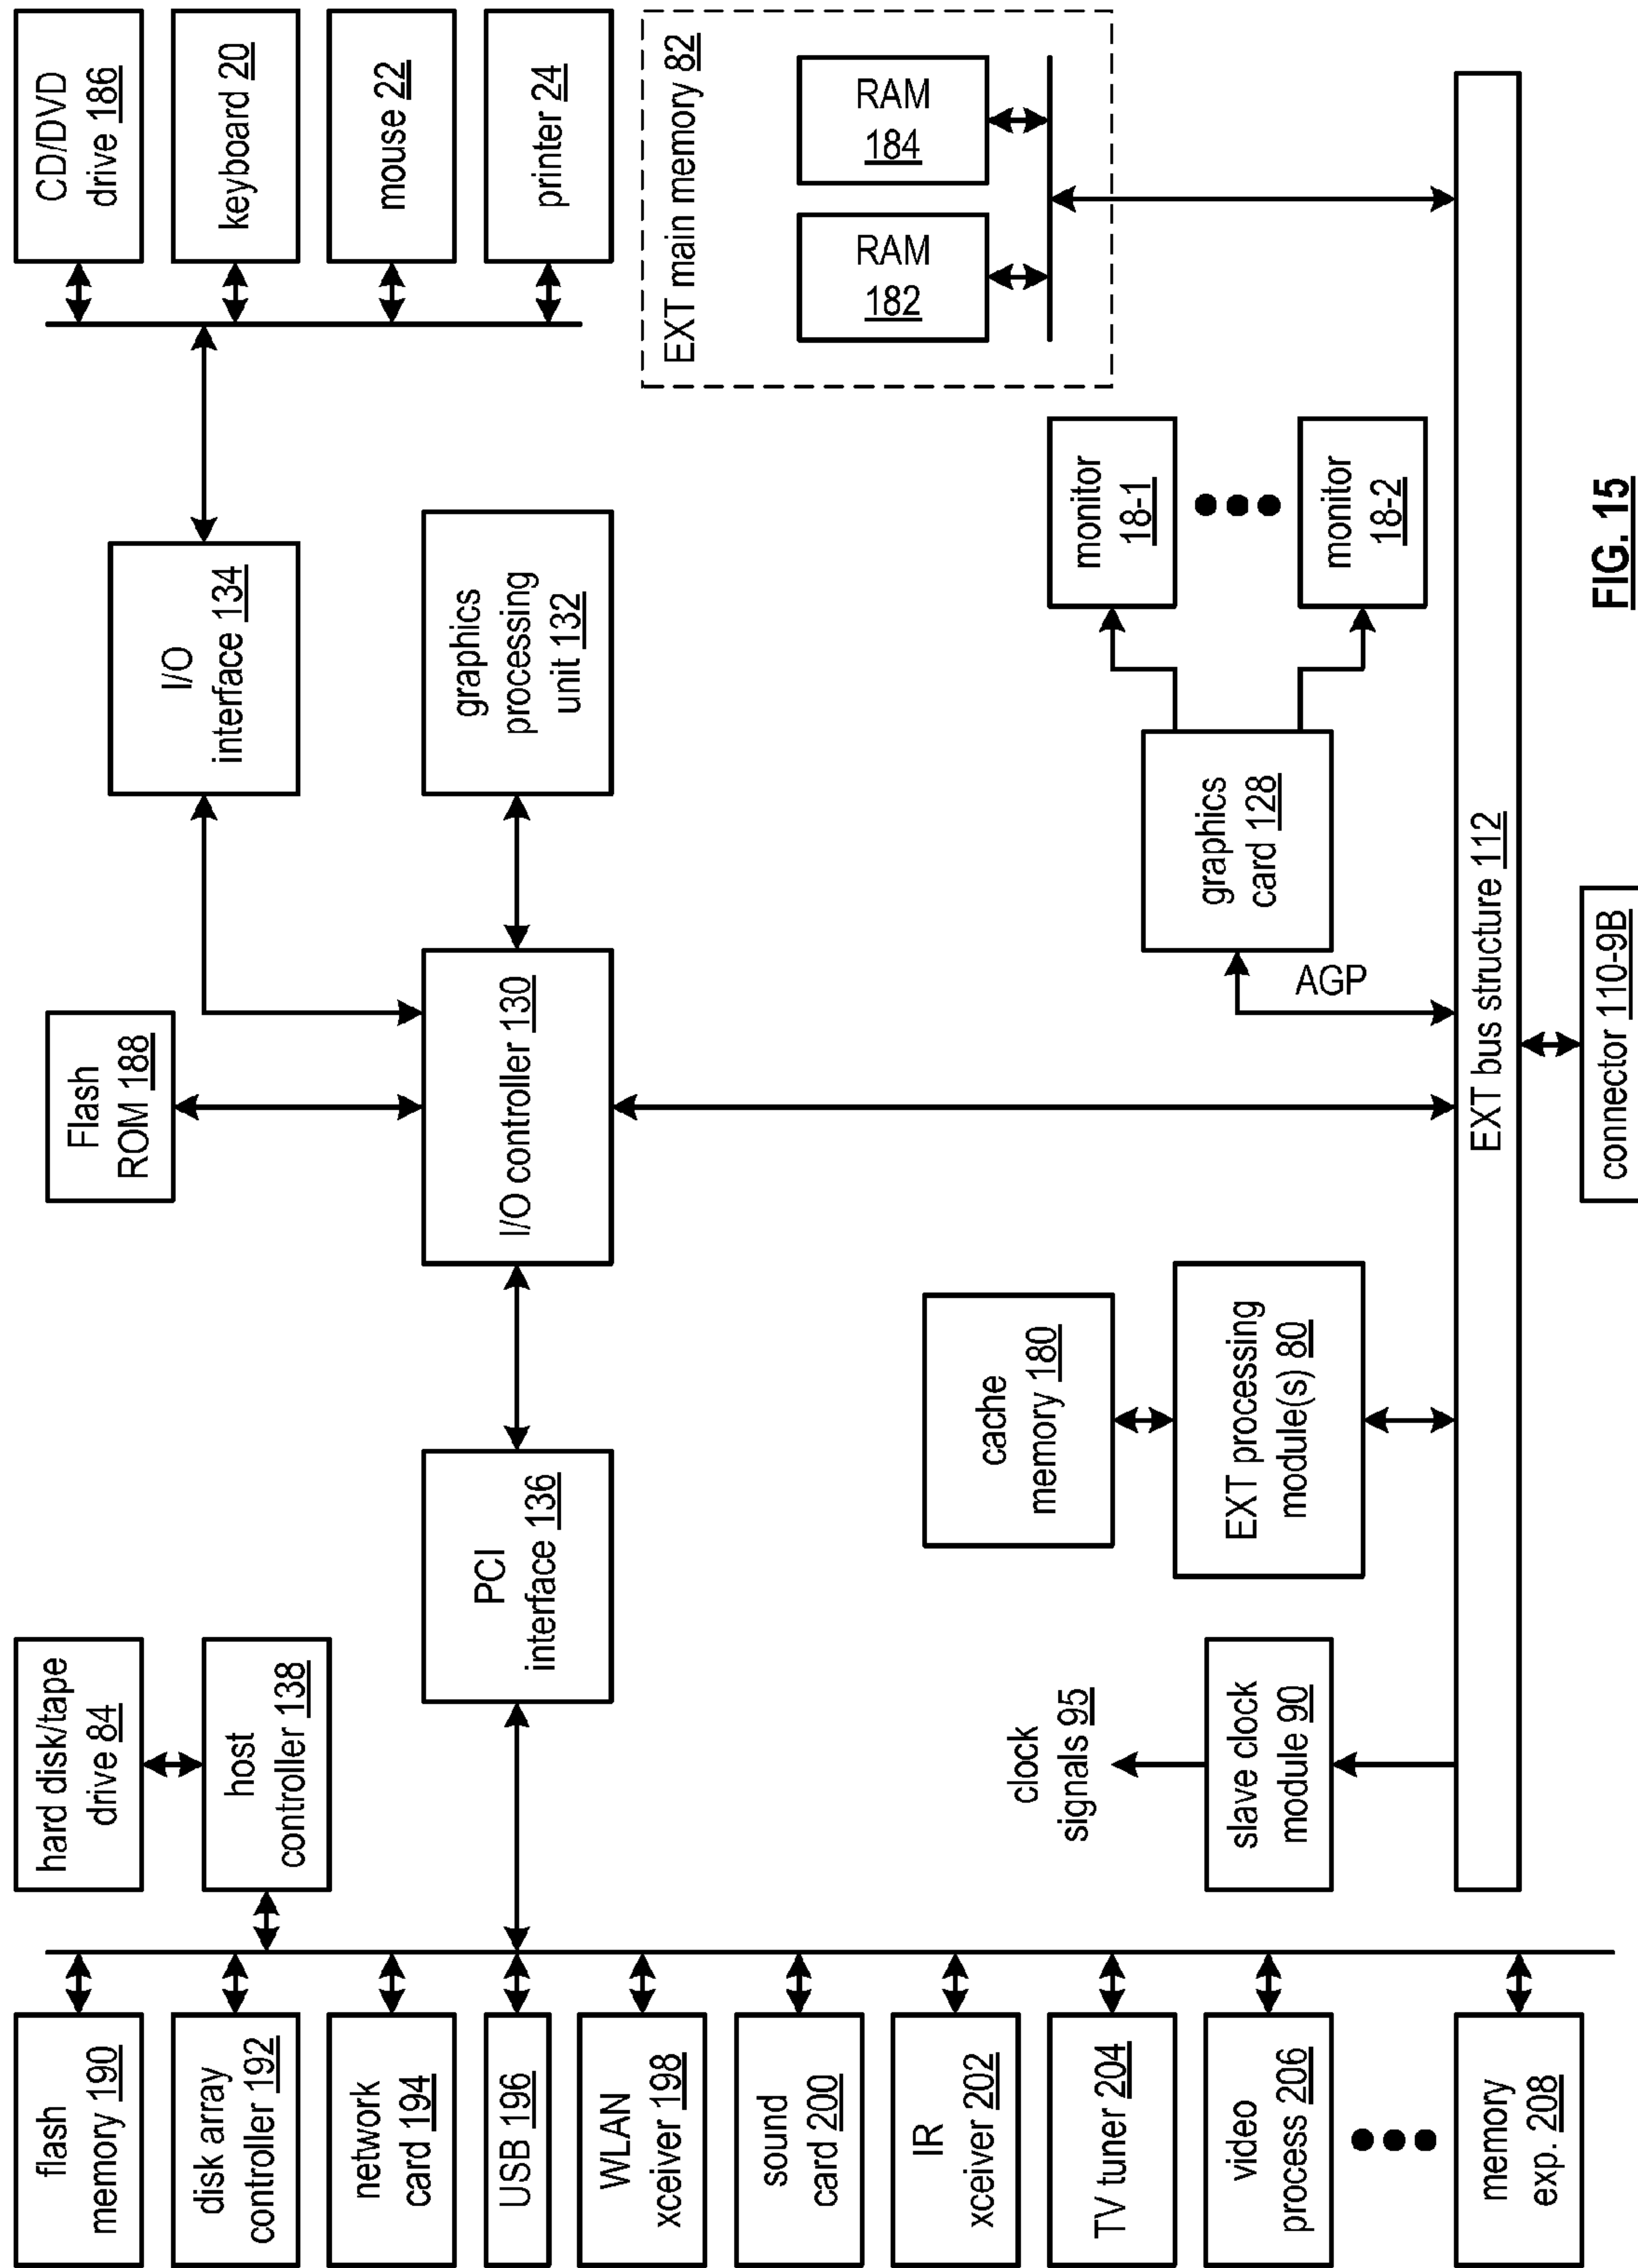 flash
memory 190
disk array
controller 192
network
card 194
USB 196
WLAN
xceiver 198
sound
card 200
IR
xceiver 202
TV tuner 204
video
process 206
memory
exp. 208
hard disk/tape
drive 84
host
controller 138
PCI
interface 136
clock
signals 95
slave clock
module 90
cache
memory 180
EXT processing
module(s) 80
Flash
ROM 188
I/O controller 130
I/O
interface 134
graphics
processing
unit 132
graphics
card 128
AGP
monitor
18-1
monitor
18-2
CD/DVD
drive 186
keyboard 20
mouse 22
printer 24
EXT main memory 82
RAM
182
RAM
184
EXT bus structure 112
connector 110-9B
FIG. 15